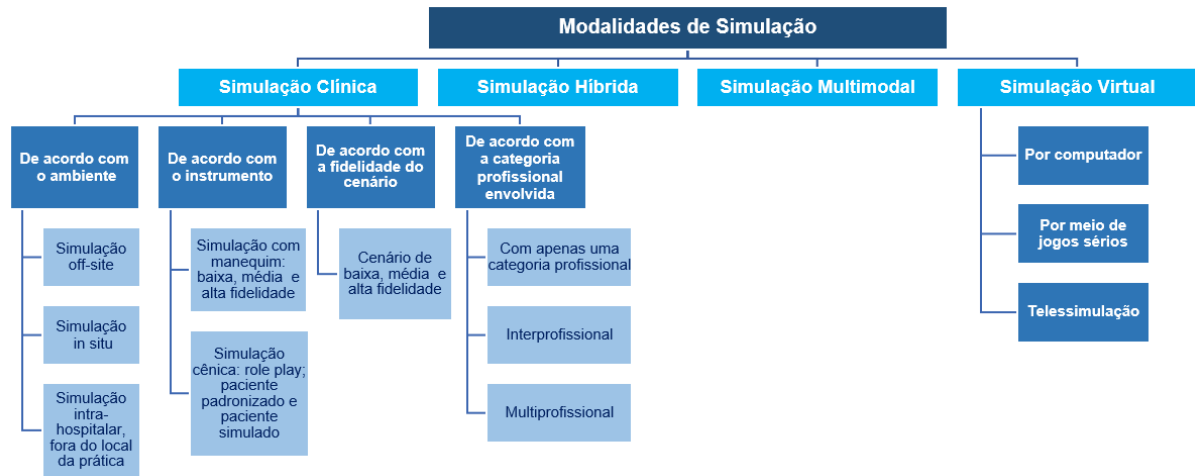 Modalidades de Simulação
Simulação Clínica
Simulação Híbrida
Simulação Multimodal
Simulação Virtual
De acordo com
o ambiente
Simulação
off-site
Simulação
in situ
Simulação
intra-
hospitalar,
fora do local
da prática
De acordo com
o instrumento
Simulação com
manequim:
baixa, média e
alta fidelidade
Simulação
cênica: role play;
paciente
padronizado e
paciente
simulado
De acordo com
a fidelidade do
cenário
Cenário de
baixa, média e
alta fidelidade
De acordo com
a categoria
profissional
envolvida
Com apenas uma
categoria profissional
Interprofissional
Multiprofissional
Por computador
Por meio de
jogos sérios
Telessimulação